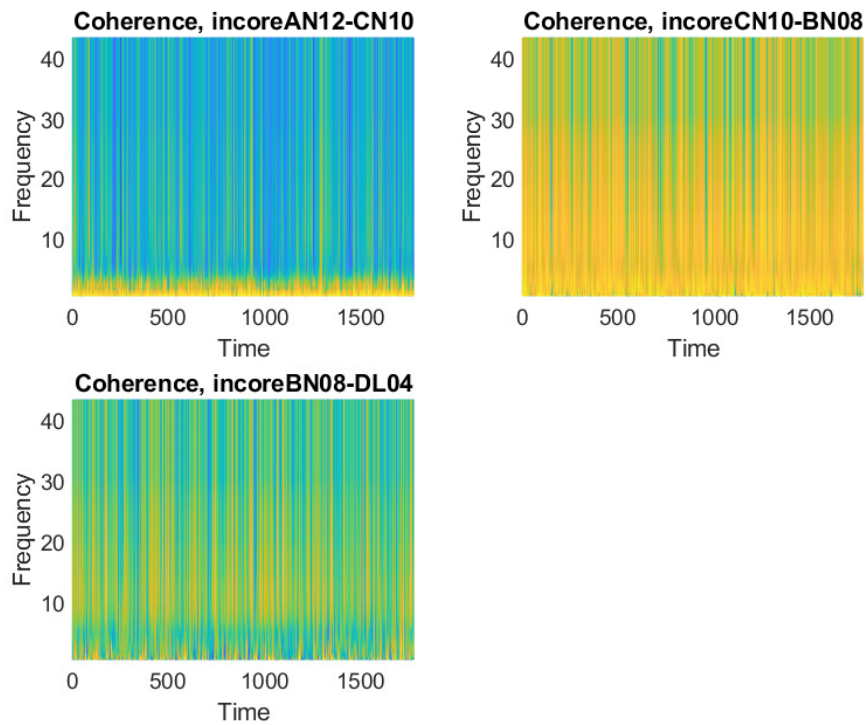 Coherence, incoreAN12-CN10
40
30
20
10
Frequency
0 500 1000 1500
Time
Coherence, incoreCN10-BN08
40
30
20
10
Frequency
0 500 1000 1500
Time
Coherence, incoreBN08-DL04
40
30
20
10
Frequency
0 500 1000 1500
Time